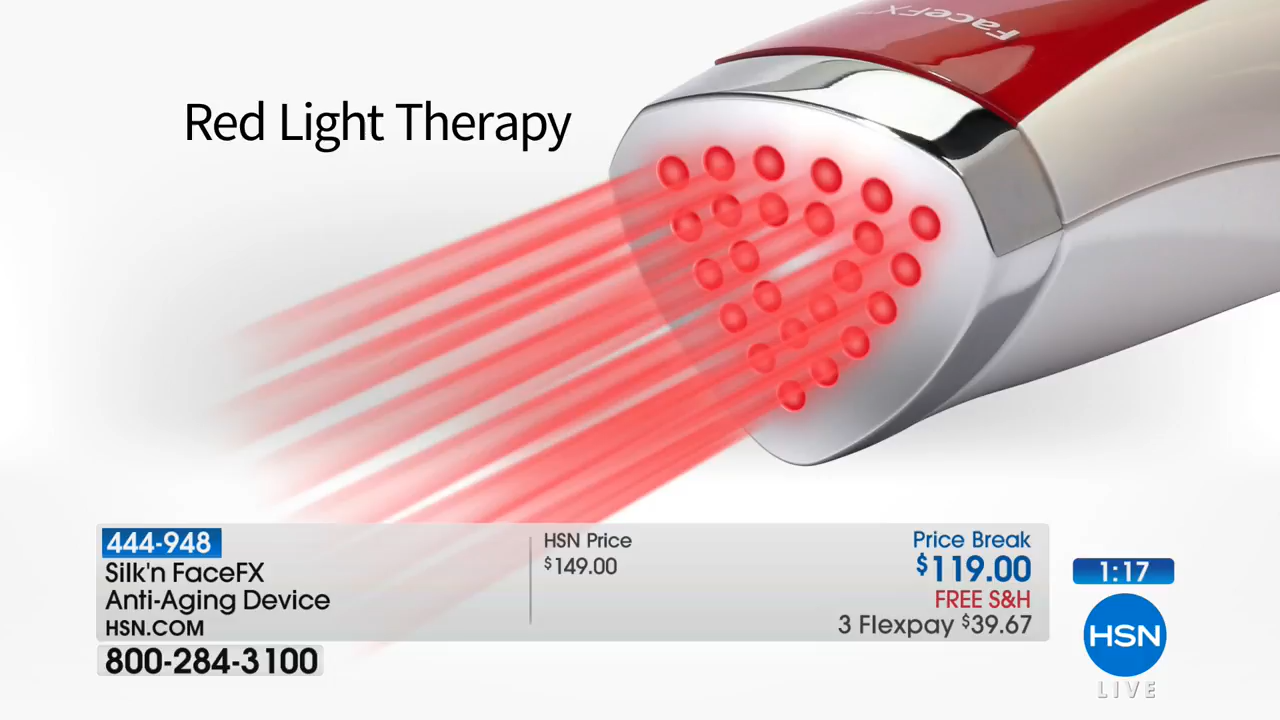 FaceFX
Red Light Therapy
444-948
Silk'n FaceFX
Anti-Aging Device
HSN.COM
800-284-3100
HSN Price
$149.00
Price Break
$119.00
FREE S&H
3 Flexpay $39.67
1:17
HSN
LIVE